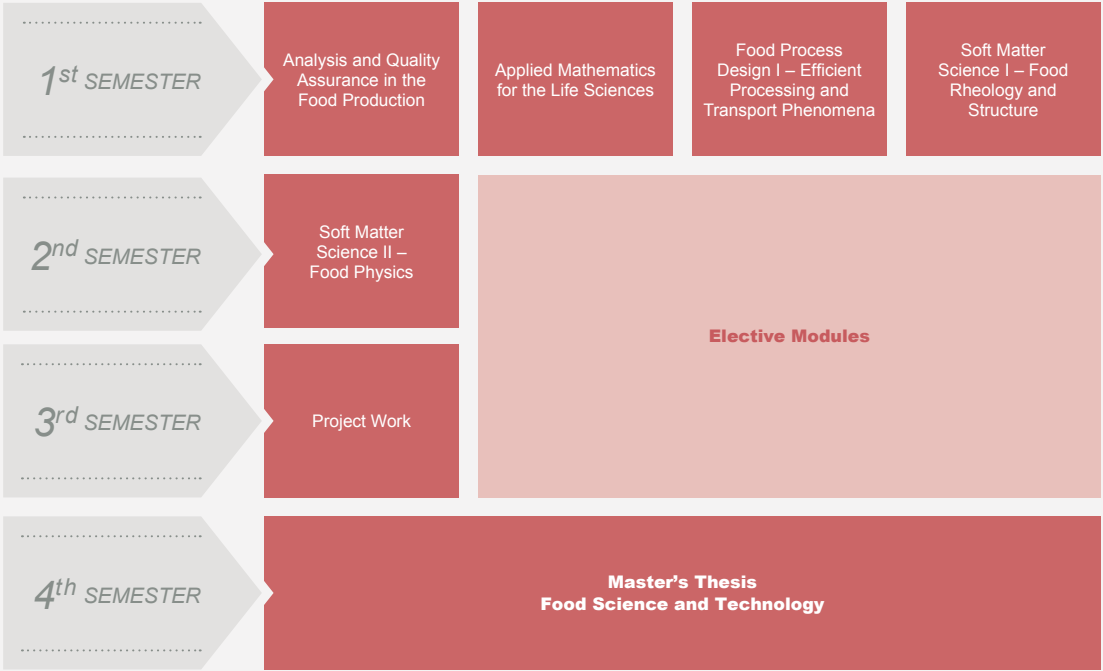 1st SEMESTER
Analysis and Quality
Assurance in the
Food Production
Applied Mathematics
for the Life Sciences
Food Process
Design I – Efficient
Processing and
Transport Phenomena
Soft Matter
Science I – Food
Rheology and
Structure
2nd SEMESTER
Soft Matter
Science II –
Food Physics
Elective Modules
3rd SEMESTER
Project Work
4th SEMESTER
Master’s Thesis
Food Science and Technology